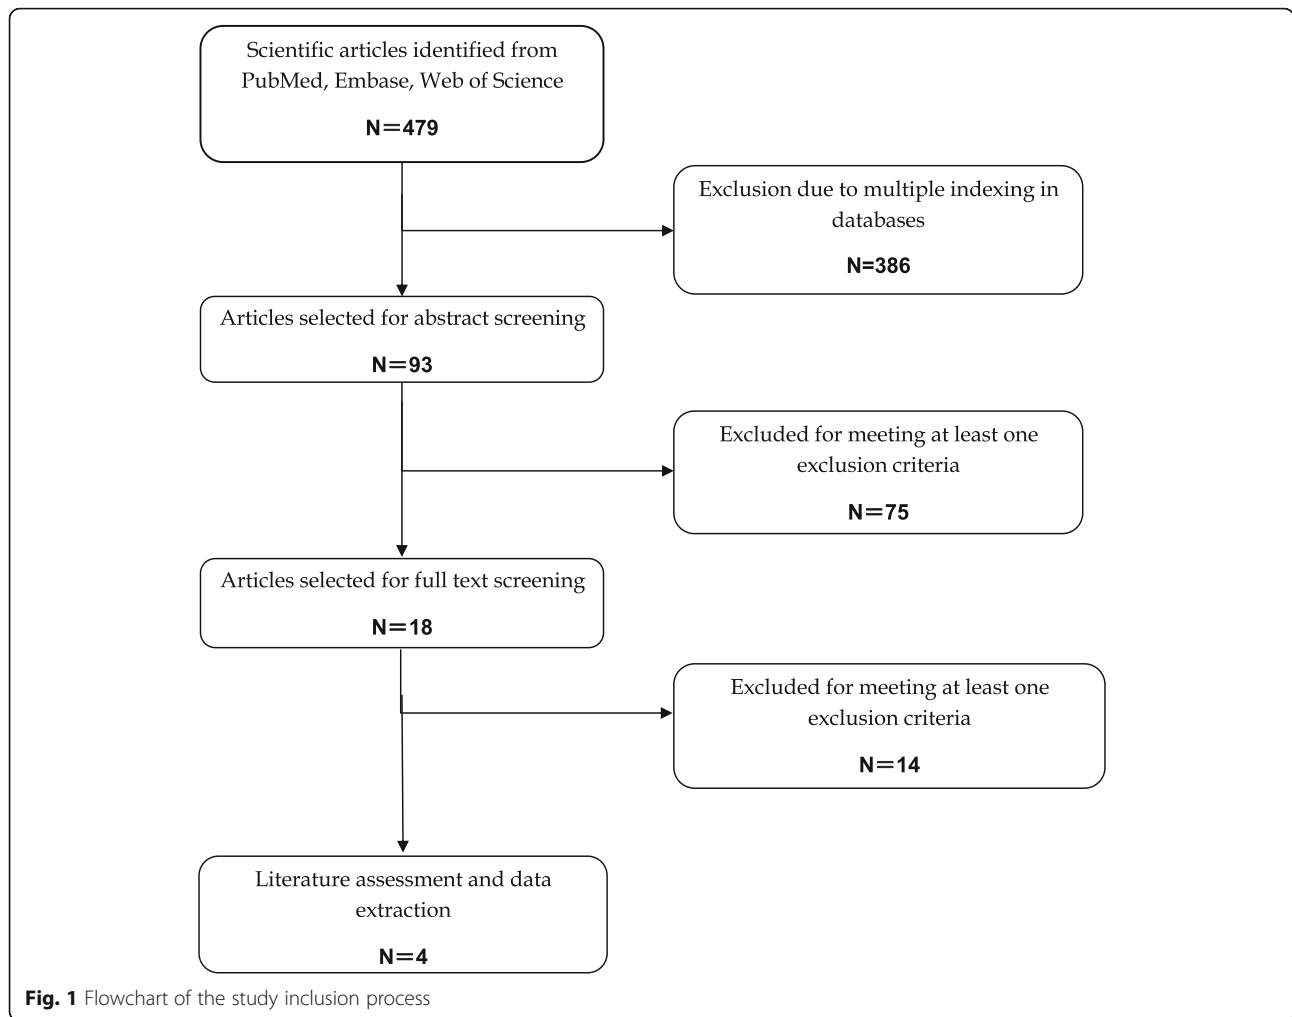 Scientific articles identified from
PubMed, Embase, Web of Science
N＝479
Exclusion due to multiple indexing in
databases
N=386
Articles selected for abstract screening
N＝93
Excluded for meeting at least one
exclusion criteria
N＝75
Articles selected for full text screening
N＝18
Excluded for meeting at least one
exclusion criteria
N＝14
Literature assessment and data
extraction
N＝4
Fig. 1 Flowchart of the study inclusion process